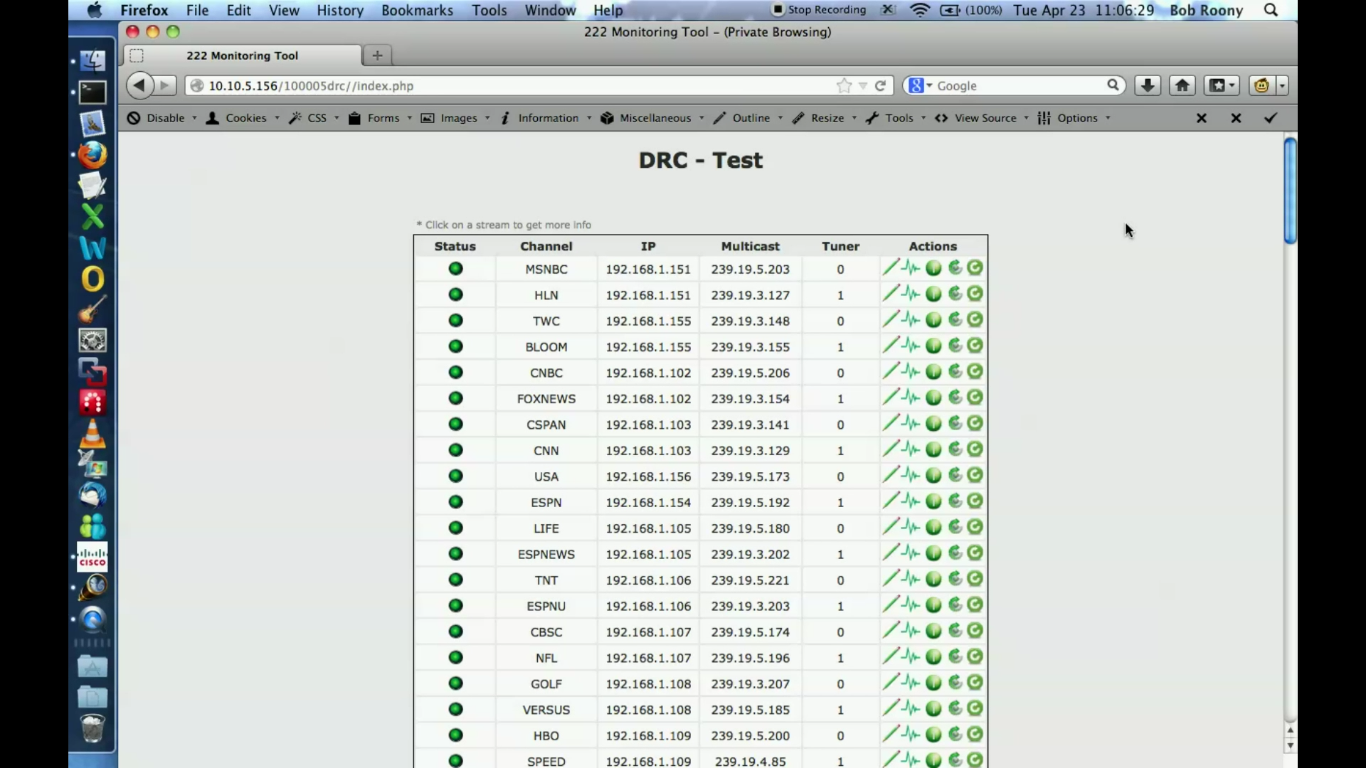 Firefox File Edit View History Bookmarks Tools Window Help Stop Recording (100%) Tue Apr 23 11:06:29 Bob Roony
222 Monitoring Tool - (Private Browsing)
222 Monitoring Tool
10.10.5.156/100005drc//index.php Google
Disable Cookies CSS Forms Images Information Miscellaneous Outline Resize Tools View Source Options
DRC - Test
* Click on a stream to get more info
Status Channel IP Multicast Tuner Actions
MSNBC 192.168.1.151 239.19.5.203 0
HLN 192.168.1.151 239.19.3.127 1
TWC 192.168.1.155 239.19.3.148 0
BLOOM 192.168.1.155 239.19.3.155 1
CNBC 192.168.1.102 239.19.5.206 0
FOXNEWS 192.168.1.102 239.19.3.154 1
CSPAN 192.168.1.103 239.19.3.141 0
CNN 192.168.1.103 239.19.3.129 1
USA 192.168.1.156 239.19.5.173 0
ESPN 192.168.1.154 239.19.5.192 1
LIFE 192.168.1.105 239.19.5.180 0
ESPNEWS 192.168.1.105 239.19.3.202 1
TNT 192.168.1.106 239.19.5.221 0
ESPNU 192.168.1.106 239.19.3.203 1
CBSC 192.168.1.107 239.19.5.174 0
NFL 192.168.1.107 239.19.5.196 1
GOLF 192.168.1.108 239.19.3.207 0
VERSUS 192.168.1.108 239.19.5.185 1
HBO 192.168.1.109 239.19.5.200 0
SPEED 192.168.1.109 239.19.4.85 1
CISCO